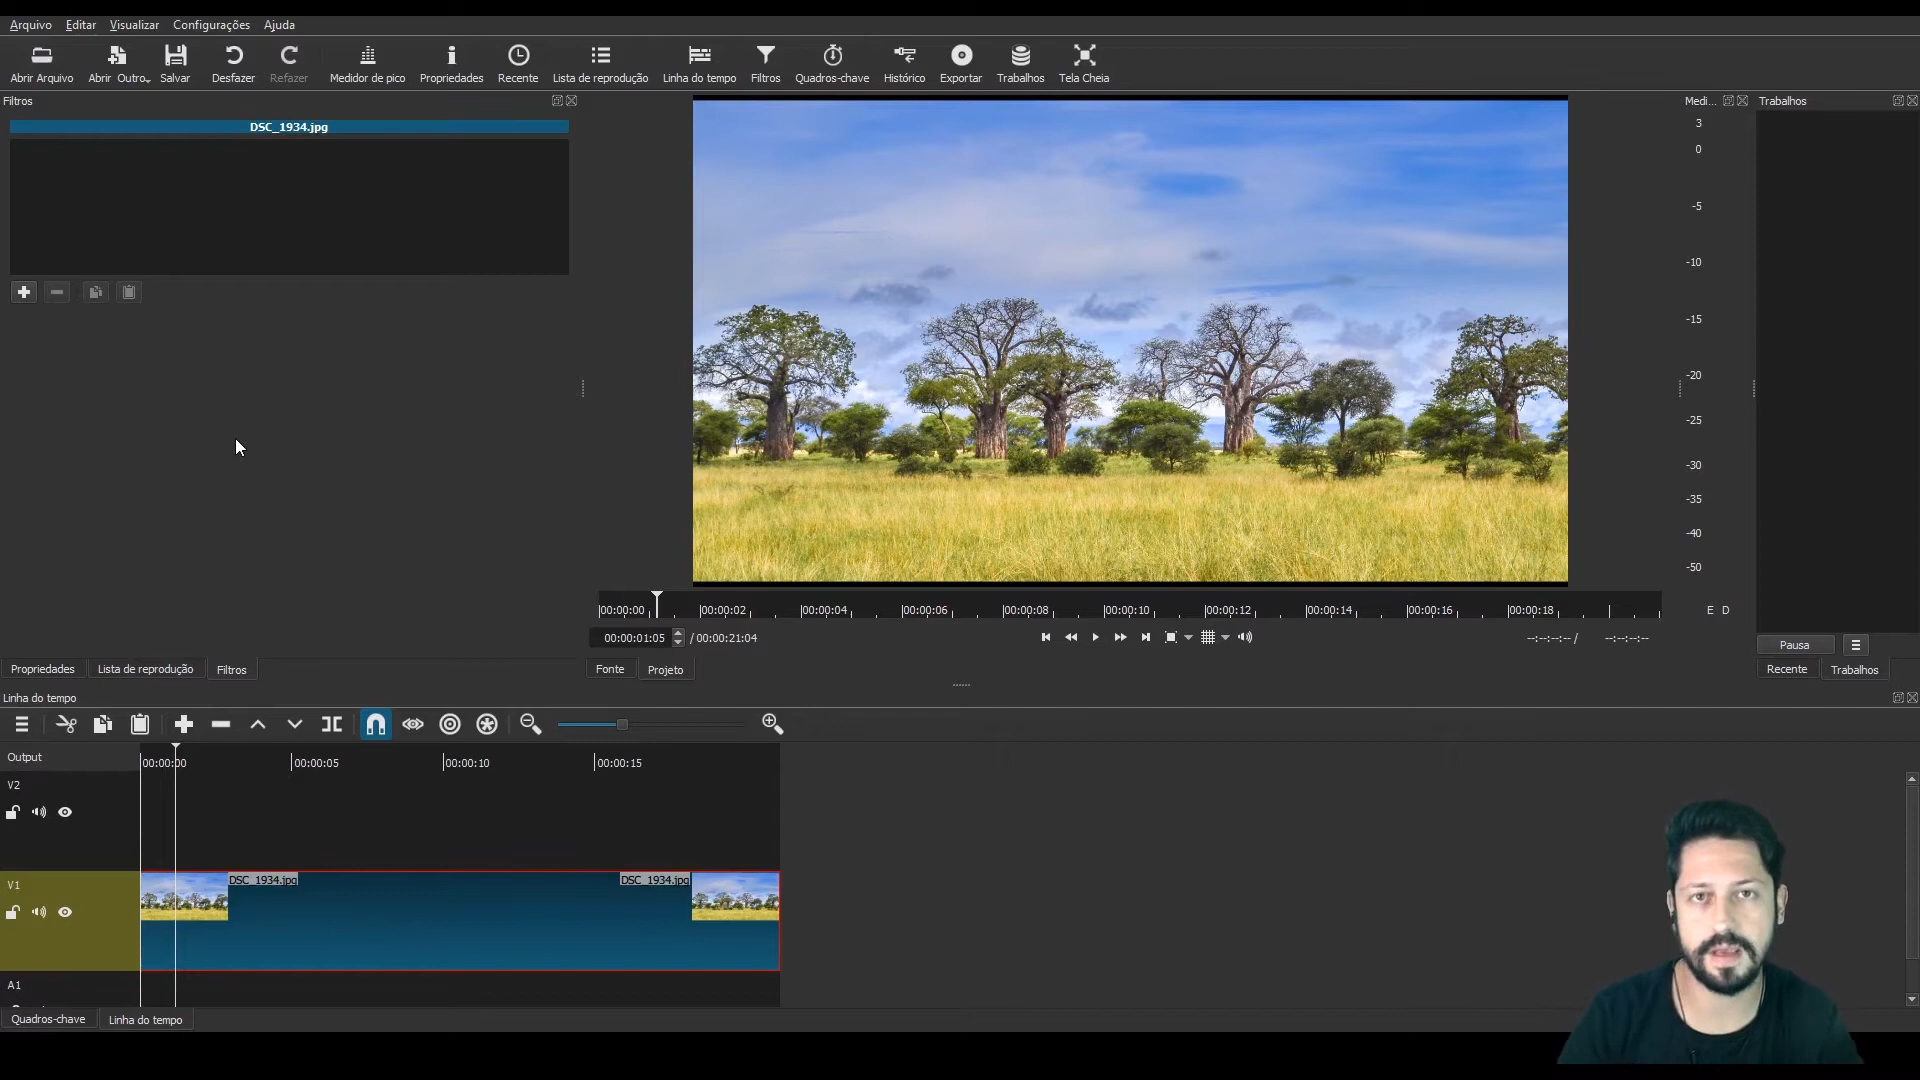 Arquivo Editar Visualizar Configurações Ajuda
Abrir Arquivo Abrir Outro Salvar Desfazer Refazer Medidor de pico Propriedades Recente Lista de reprodução Linha do tempo Filtros Quadros-chave Histórico Exportar Trabalhos Tela Cheia
Filtros
DSC_1934.jpg
Medi...
Trabalhos
3
0
-5
-10
-15
-20
-25
-30
-35
-40
-50
E D
00:00:00 00:00:02 00:00:04 00:00:06 00:00:08 00:00:10 00:00:12 00:00:14 00:00:16 00:00:18
00:00:01:05 / 00:00:21:04 --:--:--:-- / --:--:--:--
Pausa
Propriedades Lista de reprodução Filtros
Fonte Projeto
Recente Trabalhos
Linha do tempo
Output
00:00:00 00:00:05 00:00:10 00:00:15
V2
V1
DSC_1934.jpg DSC_1934.jpg
A1
Quadros-chave Linha do tempo